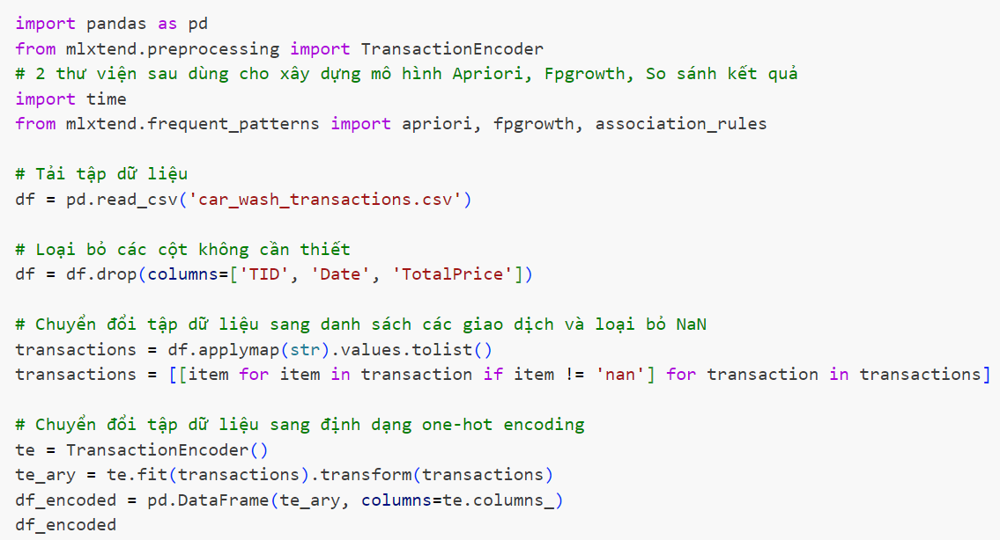 import pandas as pd
from mlxtend.preprocessing import TransactionEncoder
# 2 thư viện sau dùng cho xây dựng mô hình Apriori, Fpgrowth, So sánh kết quả
import time
from mlxtend.frequent_patterns import apriori, fpgrowth, association_rules
# Tải tập dữ liệu
df = pd.read_csv('car_wash_transactions.csv')
# Loại bỏ các cột không cần thiết
df = df.drop(columns=['TID', 'Date', 'TotalPrice'])
# Chuyển đổi tập dữ liệu sang danh sách các giao dịch và loại bỏ NaN
transactions = df.applymap(str).values.tolist()
transactions = [[item for item in transaction if item != 'nan'] for transaction in transactions]
# Chuyển đổi tập dữ liệu sang định dạng one-hot encoding
te = TransactionEncoder()
te_ary = te.fit(transactions).transform(transactions)
df_encoded = pd.DataFrame(te_ary, columns=te.columns_)
df_encoded